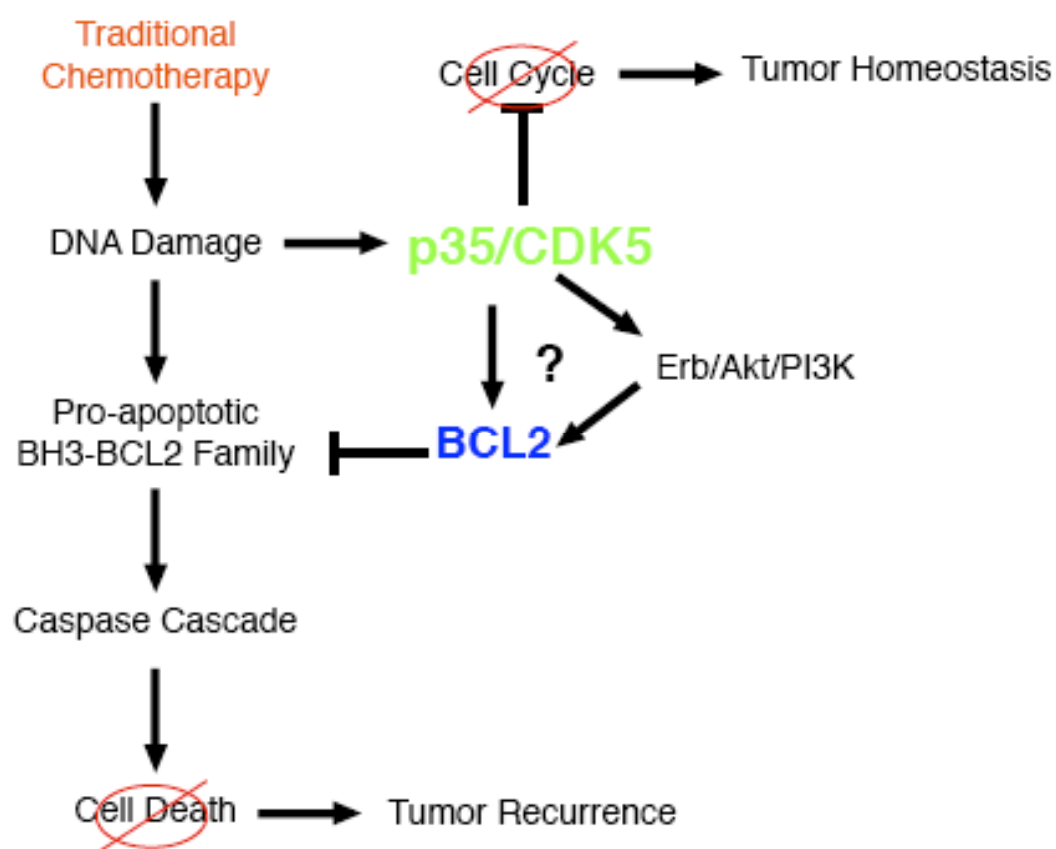 Traditional
Chemotherapy
Cell Cycle
Tumor Homeostasis
DNA Damage
p35/CDK5
?
Erb/Akt/PI3K
Pro-apoptotic
BH3-BCL2 Family
BCL2
Caspase Cascade
Cell Death
Tumor Recurrence